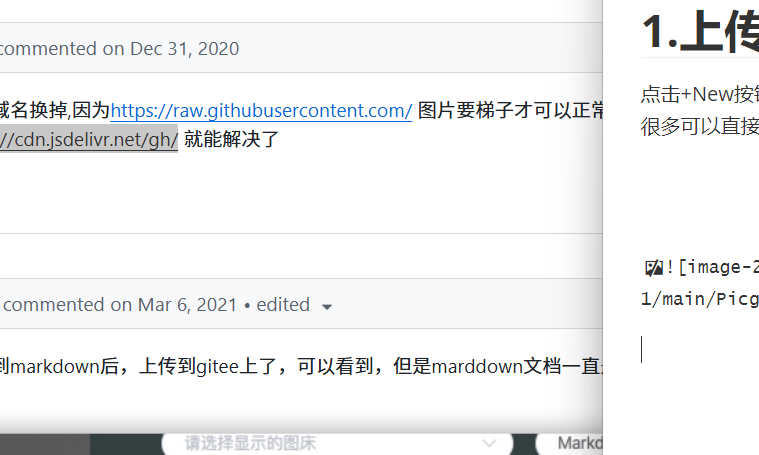 commented on Dec 31, 2020
域名换掉,因为https://raw.githubusercontent.com/ 图片要梯子才可以正常
//cdn.jsdelivr.net/gh/ 就能解决了
commented on Mar 6, 2021 • edited
到markdown后，上传到gitee上了，可以看到，但是marddown文档一直
请选择显示的图床
Markd
1.上传
点击+New按钮
很多可以直接
![image-2
1/main/Picg